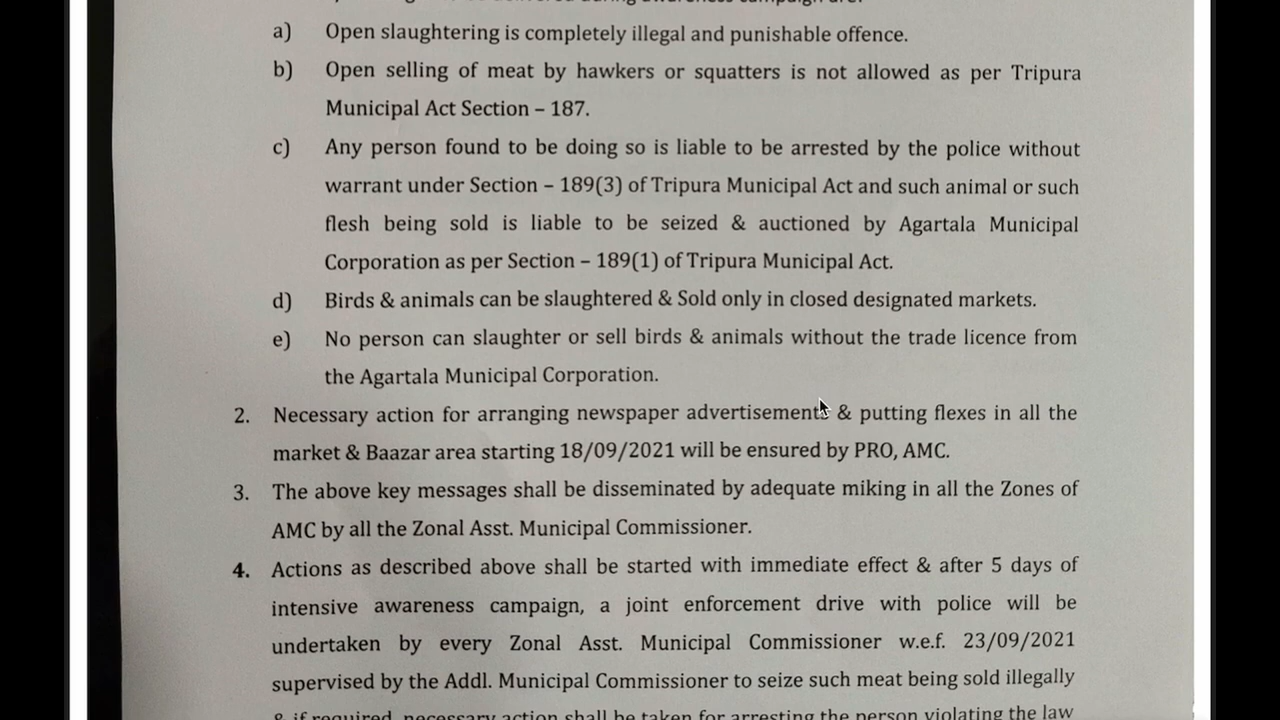 during awareness campaign are:
a) Open slaughtering is completely illegal and punishable offence.
b) Open selling of meat by hawkers or squatters is not allowed as per Tripura
Municipal Act Section – 187.
c) Any person found to be doing so is liable to be arrested by the police without
warrant under Section – 189(3) of Tripura Municipal Act and such animal or such
flesh being sold is liable to be seized & auctioned by Agartala Municipal
Corporation as per Section – 189(1) of Tripura Municipal Act.
d) Birds & animals can be slaughtered & Sold only in closed designated markets.
e) No person can slaughter or sell birds & animals without the trade licence from
the Agartala Municipal Corporation.
2. Necessary action for arranging newspaper advertisements & putting flexes in all the
market & Baazar area starting 18/09/2021 will be ensured by PRO, AMC.
3. The above key messages shall be disseminated by adequate miking in all the Zones of
AMC by all the Zonal Asst. Municipal Commissioner.
4. Actions as described above shall be started with immediate effect & after 5 days of
intensive awareness campaign, a joint enforcement drive with police will be
undertaken by every Zonal Asst. Municipal Commissioner w.e.f. 23/09/2021
supervised by the Addl. Municipal Commissioner to seize such meat being sold illegally
& if required, necessary action shall be taken for arresting the person violating the law